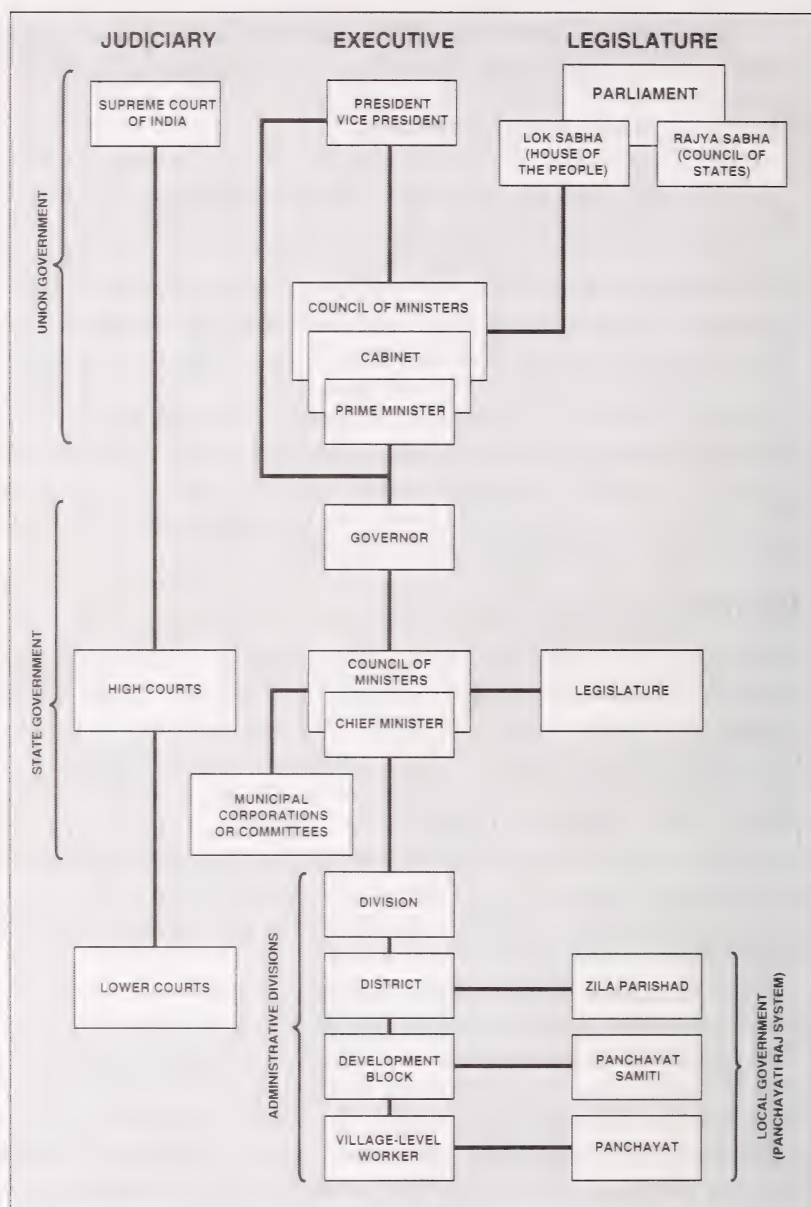 JUDICIARY
EXECUTIVE
LEGISLATURE
UNION GOVERNMENT
SUPREME COURT
OF INDIA
PRESIDENT
VICE PRESIDENT
PARLIAMENT
LOK SABHA
(HOUSE OF
THE PEOPLE)
RAJYA SABHA
(COUNCIL OF
STATES)
COUNCIL OF MINISTERS
CABINET
PRIME MINISTER
STATE GOVERNMENT
GOVERNOR
HIGH COURTS
COUNCIL OF
MINISTERS
CHIEF MINISTER
LEGISLATURE
MUNICIPAL
CORPORATIONS
OR COMMITTEES
ADMINISTRATIVE DIVISIONS
DIVISION
LOWER COURTS
DISTRICT
ZILA PARISHAD
DEVELOPMENT
BLOCK
PANCHAYAT
SAMITI
VILLAGE-LEVEL
WORKER
PANCHAYAT
LOCAL GOVERNMENT
(PANCHAYATI RAJ SYSTEM)